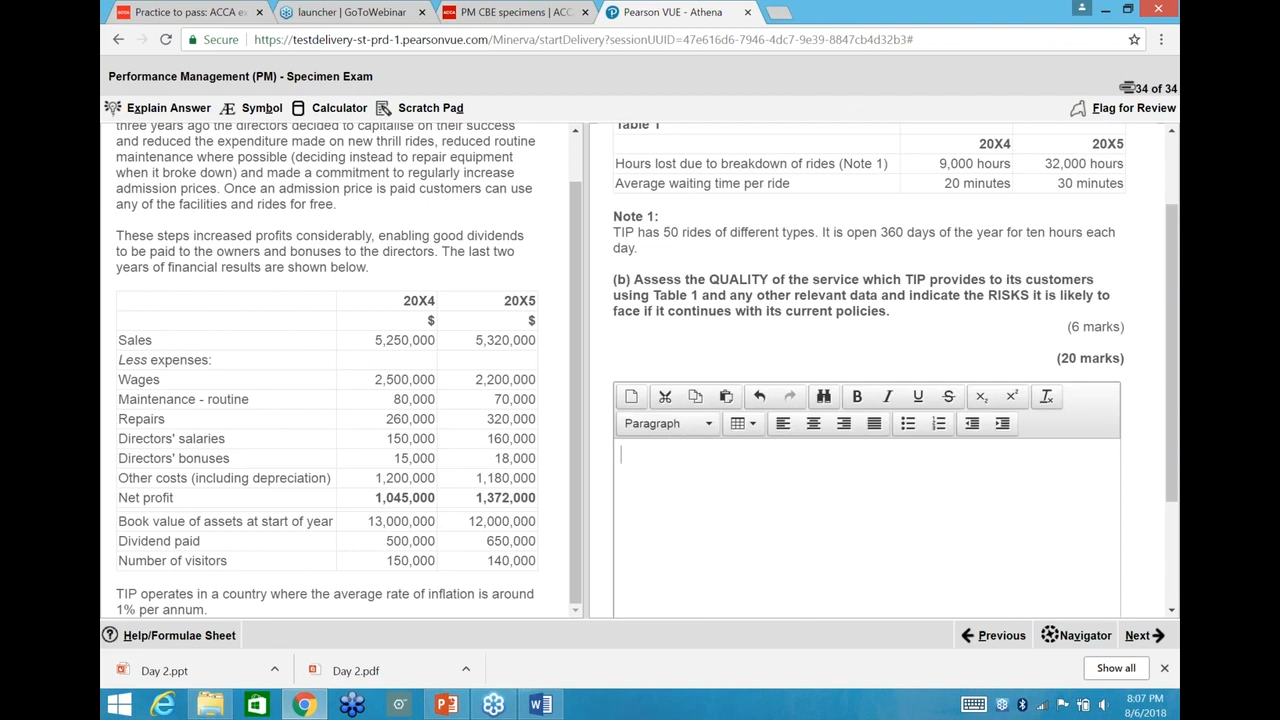 Practice to pass: ACCA ex
launcher | GoToWebinar
PM CBE specimens | ACC
Pearson VUE - Athena
Secure
https://testdelivery-st-prd-1.pearsonvue.com/Minerva/startDelivery?sessionUUID=47e616d6-7946-4dc7-9e39-8847cb4d32b3#
Performance Management (PM) - Specimen Exam
34 of 34
Explain Answer
Symbol
Calculator
Scratch Pad
Flag for Review
three years ago the directors decided to capitalise on their success
and reduced the expenditure made on new thrill rides, reduced routine
maintenance where possible (deciding instead to repair equipment
when it broke down) and made a commitment to regularly increase
admission prices. Once an admission price is paid customers can use
any of the facilities and rides for free.
These steps increased profits considerably, enabling good dividends
to be paid to the owners and bonuses to the directors. The last two
years of financial results are shown below.
20X4 20X5
$ $
Sales 5,250,000 5,320,000
Less expenses:
Wages 2,500,000 2,200,000
Maintenance - routine 80,000 70,000
Repairs 260,000 320,000
Directors' salaries 150,000 160,000
Directors' bonuses 15,000 18,000
Other costs (including depreciation) 1,200,000 1,180,000
Net profit 1,045,000 1,372,000
Book value of assets at start of year 13,000,000 12,000,000
Dividend paid 500,000 650,000
Number of visitors 150,000 140,000
TIP operates in a country where the average rate of inflation is around
1% per annum.
Table 1
20X4 20X5
Hours lost due to breakdown of rides (Note 1) 9,000 hours 32,000 hours
Average waiting time per ride 20 minutes 30 minutes
Note 1:
TIP has 50 rides of different types. It is open 360 days of the year for ten hours each
day.
(b) Assess the QUALITY of the service which TIP provides to its customers
using Table 1 and any other relevant data and indicate the RISKS it is likely to
face if it continues with its current policies.
(6 marks)
(20 marks)
Paragraph
Help/Formulae Sheet
Previous
Navigator
Next
Day 2.ppt
Day 2.pdf
Show all
8:07 PM
8/6/2018